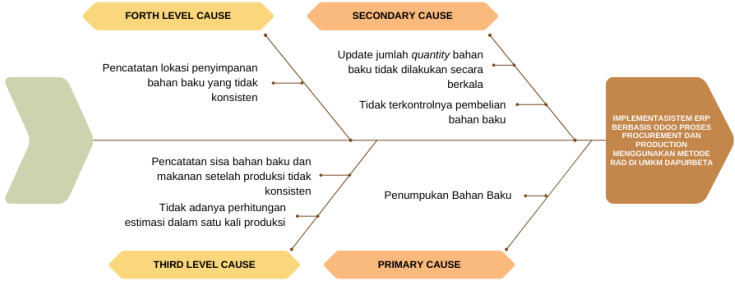 FORTH LEVEL CAUSE
SECONDARY CAUSE
Update jumlah quantity bahan
baku tidak dilakukan secara
berkala
Pencatatan lokasi penyimpanan
bahan baku yang tidak
konsisten
Tidak terkontrolnya pembelian
bahan baku
IMPLEMENTASISTEM ERP
BERBASIS ODOO PROSES
PROCUREMENT DAN
PRODUCTION
MENGGUNAKAN METODE
RAD DI UMKM DAPURBETA
Pencatatan sisa bahan baku dan
makanan setelah produksi tidak
konsisten
Tidak adanya perhitungan
estimasi dalam satu kali produksi
Penumpukan Bahan Baku
THIRD LEVEL CAUSE
PRIMARY CAUSE